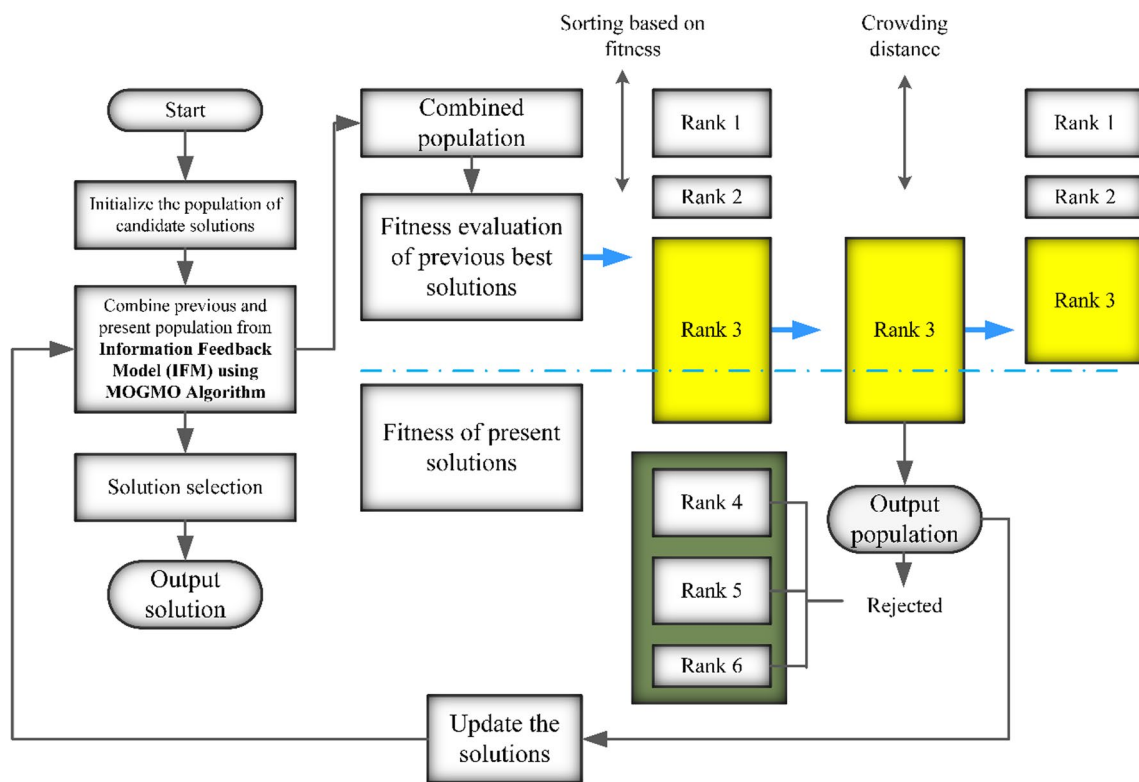 Start
Initialize the population of
candidate solutions
Combine previous and
present population from
Information Feedback
Model (IFM) using
MOGMO Algorithm
Solution selection
Output
solution
Combined
population
Fitness evaluation
of previous best
solutions
Fitness of present
solutions
Sorting based on
fitness
Rank 1
Rank 2
Rank 3
Rank 4
Rank 5
Rank 6
Crowding
distance
Rank 3
Output
population
Rejected
Rank 1
Rank 2
Rank 3
Update the
solutions